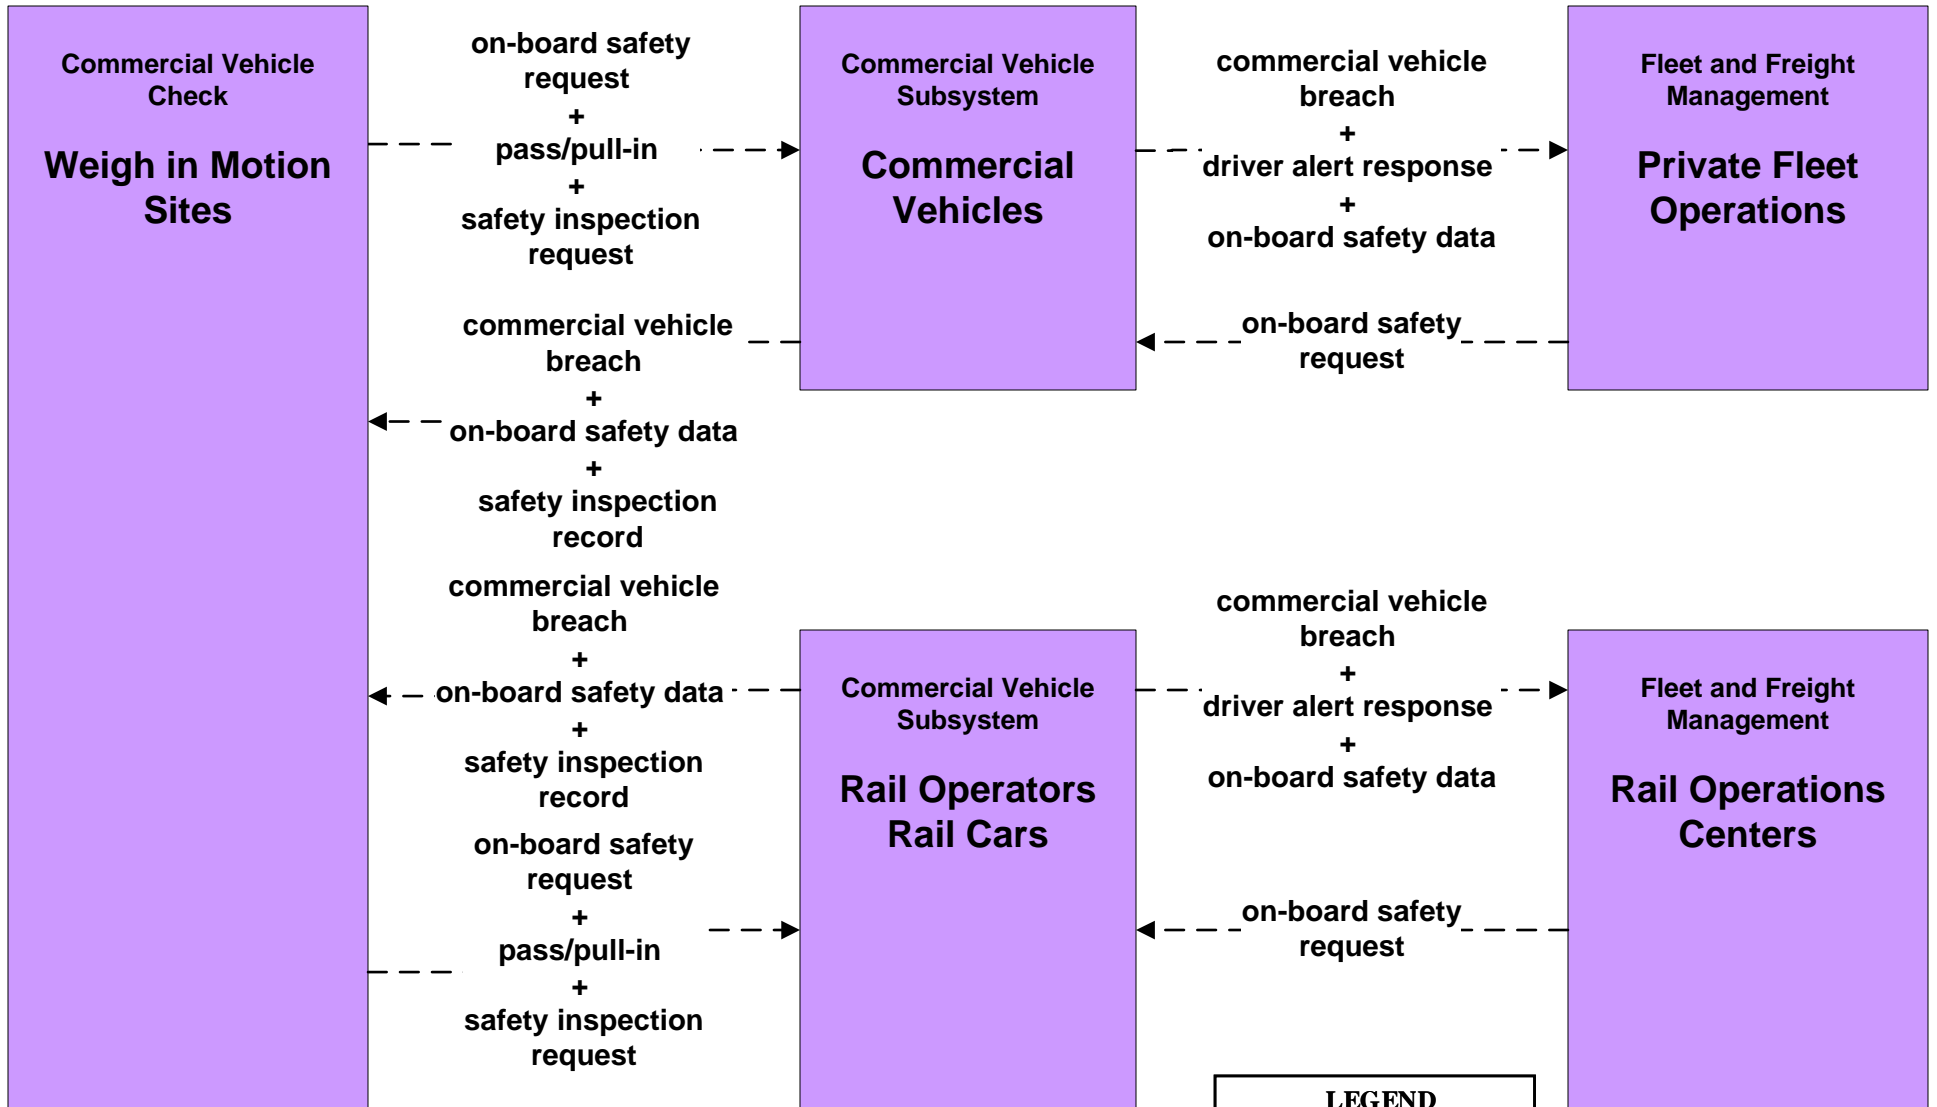 Commercial Vehicle
Check
Weigh in Motion
Sites
on-board safety
request
+
pass/pull-in
+
safety inspection
request
commercial vehicle
breach
+
on-board safety data
+
safety inspection
record
commercial vehicle
breach
+
on-board safety data
+
safety inspection
record
on-board safety
request
+
pass/pull-in
+
safety inspection
request
Commercial Vehicle
Subsystem
Commercial
Vehicles
commercial vehicle
breach
+
driver alert response
+
on-board safety data
on-board safety
request
Fleet and Freight
Management
Private Fleet
Operations
Commercial Vehicle
Subsystem
Rail Operators
Rail Cars
commercial vehicle
breach
+
driver alert response
+
on-board safety data
on-board safety
request
Fleet and Freight
Management
Rail Operations
Centers
LEGEND